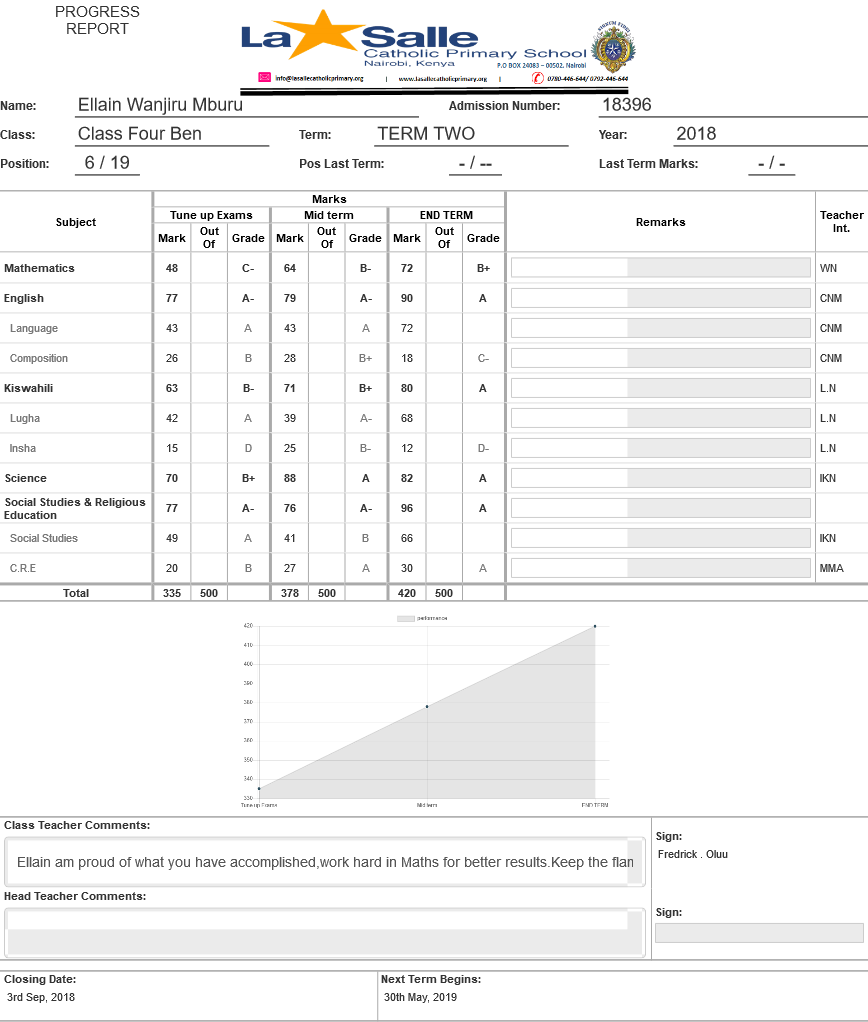 PROGRESS
REPORT
La Salle
Catholic Primary School
Nairobi, Kenya
P.O BOX 24083 – 00502, Nairobi
info@lasallecatholicprimary.org | www.lasallecatholicprimary.org | 0780-446-644/ 0792-446-644
Name: Ellain Wanjiru Mburu Admission Number: 18396
Class: Class Four Ben Term: TERM TWO Year: 2018
Position: 6 / 19 Pos Last Term: - / -- Last Term Marks: - / -
Marks
Subject Tune up Exams Mid term END TERM Remarks Teacher Int.
Mark Out Of Grade Mark Out Of Grade Mark Out Of Grade
Mathematics 48 C- 64 B- 72 B+ WN
English 77 A- 79 A- 90 A CNM
Language 43 A 43 A 72 CNM
Composition 26 B 28 B+ 18 C- CNM
Kiswahili 63 B- 71 B+ 80 A L.N
Lugha 42 A 39 A- 68 L.N
Insha 15 D 25 B- 12 D- L.N
Science 70 B+ 88 A 82 A IKN
Social Studies & Religious
Education 77 A- 76 A- 96 A
Social Studies 49 A 41 B 66 IKN
C.R.E 20 B 27 A 30 A MMA
Total 335 500 378 500 420 500
performance
420
410
400
390
380
370
360
350
340
330
Tune up Exams Mid term END TERM
Class Teacher Comments:
Sign:
Ellain am proud of what you have accomplished,work hard in Maths for better results.Keep the flam
Fredrick . Oluu
Head Teacher Comments:
Sign:
Closing Date: Next Term Begins:
3rd Sep, 2018 30th May, 2019